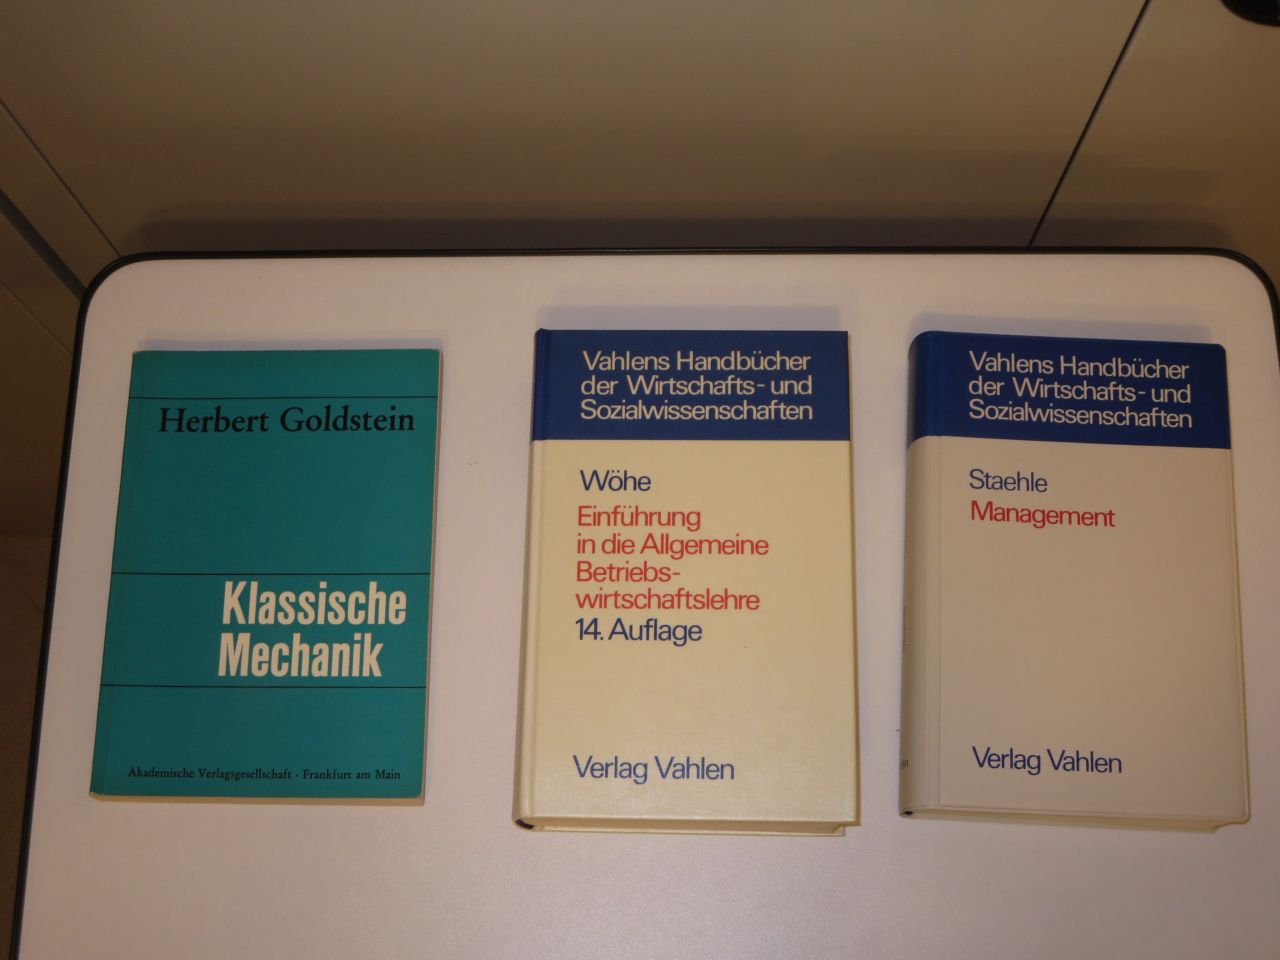 Herbert Goldstein
Klassische
Mechanik
Akademische Verlagsgesellschaft · Frankfurt am Main
Vahlens Handbücher
der Wirtschafts- und
Sozialwissenschaften
Wöhe
Einführung
in die Allgemeine
Betriebs-
wirtschaftslehre
14. Auflage
Verlag Vahlen
Vahlens Handbücher
der Wirtschafts- und
Sozialwissenschaften
Staehle
Management
Verlag Vahlen